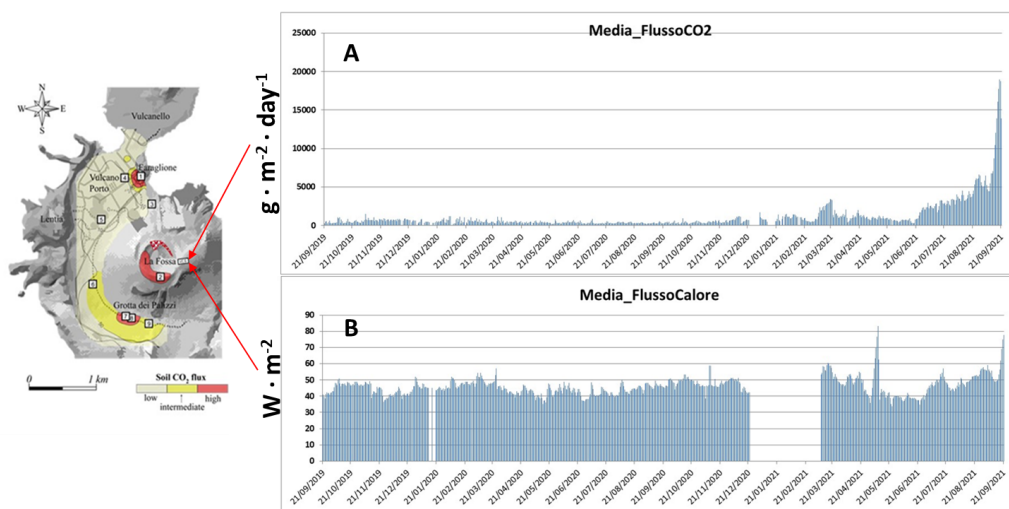 N
W E
S
Vulcanello
Faraglione
4 1
Vulcano
Porto
3
Lentia
5
La Fossa
2
6
Grotta dei Palizzi
7 8 9
0 1 km
Soil CO2 flux
low high
intermediate
A
Media_FlussoCO2
g · m-2 · day-1
25000
20000
15000
10000
5000
0
21/09/2019 21/10/2019 21/11/2019 21/12/2019 21/01/2020 21/02/2020 21/03/2020 21/04/2020 21/05/2020 21/06/2020 21/07/2020 21/08/2020 21/09/2020 21/10/2020 21/11/2020 21/12/2020 21/01/2021 21/02/2021 21/03/2021 21/04/2021 21/05/2021 21/06/2021 21/07/2021 21/08/2021 21/09/2021
B
Media_FlussoCalore
W · m-2
90
80
70
60
50
40
30
20
10
0
21/09/2019 21/10/2019 21/11/2019 21/12/2019 21/01/2020 21/02/2020 21/03/2020 21/04/2020 21/05/2020 21/06/2020 21/07/2020 21/08/2020 21/09/2020 21/10/2020 21/11/2020 21/12/2020 21/01/2021 21/02/2021 21/03/2021 21/04/2021 21/05/2021 21/06/2021 21/07/2021 21/08/2021 21/09/2021